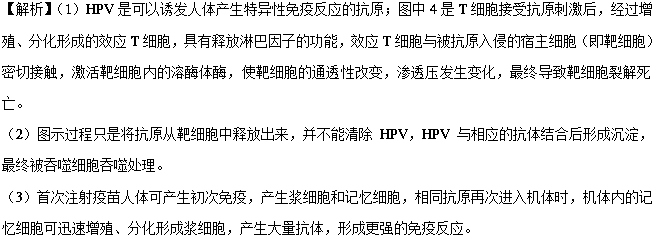 【解析】（1）HPV 是可以诱发人体产生特异性免疫反应的抗原；图中 4 是 T 细胞接受抗原刺激后，经过增
殖、分化形成的效应 T 细胞，具有释放淋巴因子的功能，效应 T 细胞与被抗原入侵的宿主细胞（即靶细胞）
密切接触，激活靶细胞内的溶酶体酶，使靶细胞的通透性改变，渗透压发生变化，最终导致靶细胞裂解死
亡。
（2）图示过程只是将抗原从靶细胞中释放出来，并不能清除 HPV，HPV 与相应的抗体结合后形成沉淀，
最终被吞噬细胞吞噬处理。
（3）首次注射疫苗人体可产生初次免疫，产生浆细胞和记忆细胞，相同抗原再次进入机体时，机体内的记
忆细胞可迅速增殖、分化形成浆细胞，产生大量抗体，形成更强的免疫反应。